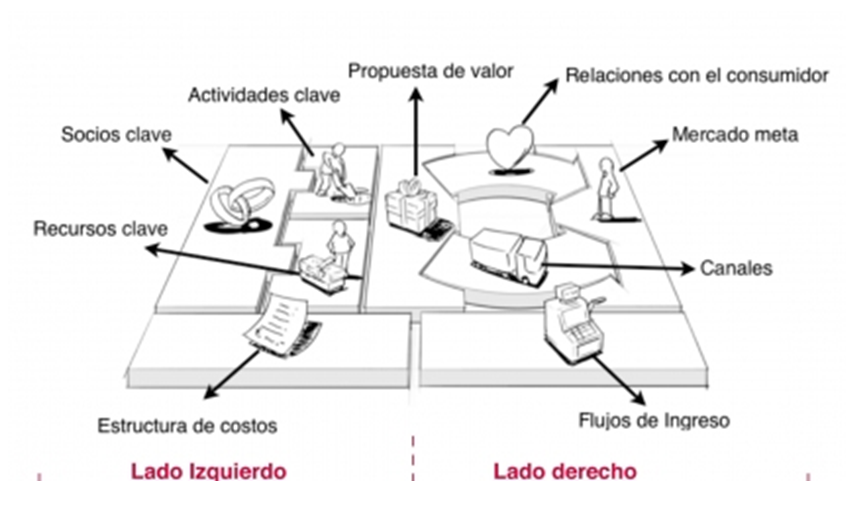 Propuesta de valor
Relaciones con el consumidor
Actividades clave
Socios clave
Mercado meta
Recursos clave
Canales
Estructura de costos
Flujos de Ingreso
Lado Izquierdo
Lado derecho